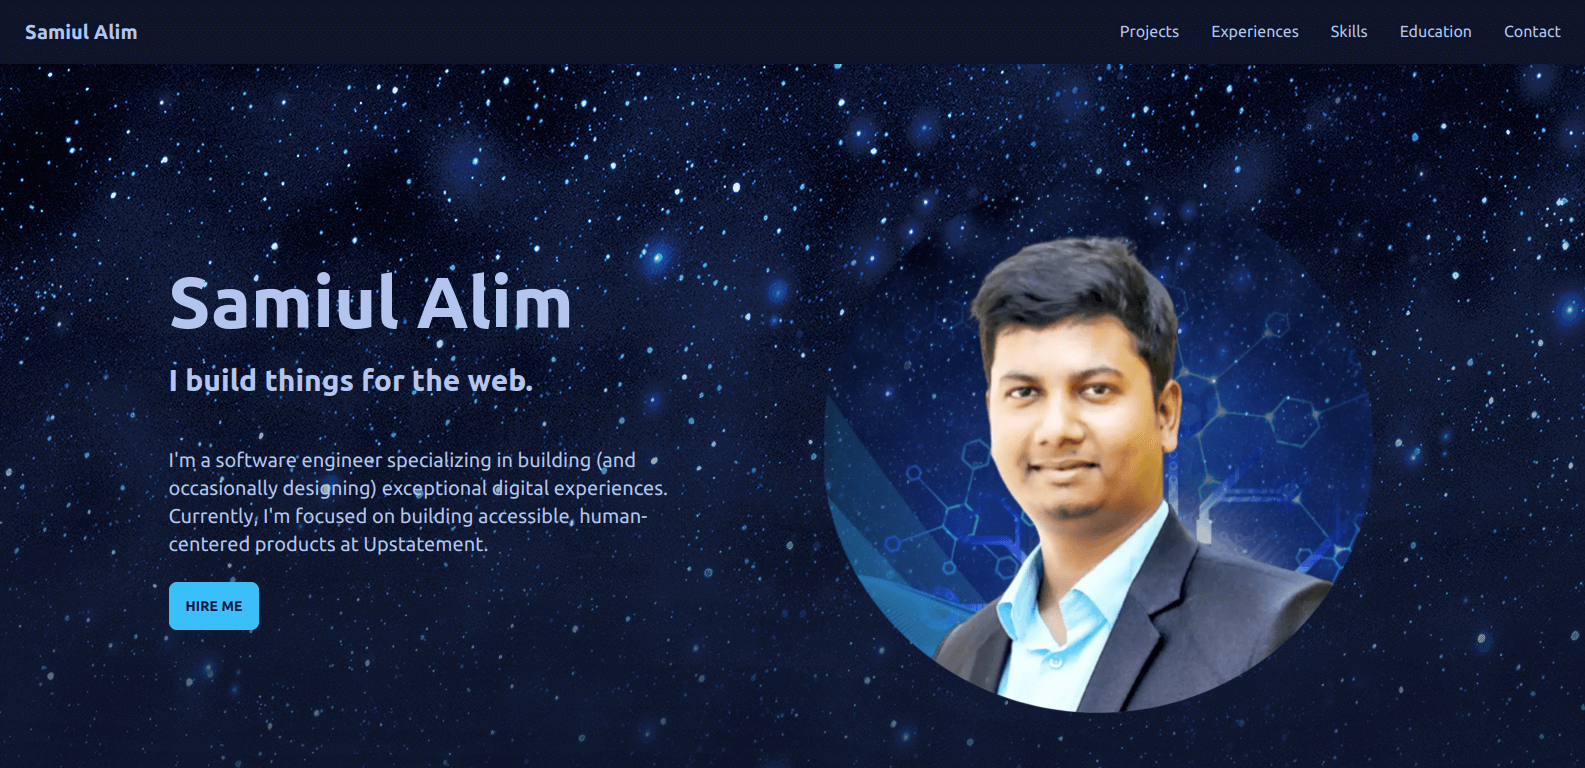 Samiul Alim
Projects Experiences Skills Education Contact
Samiul Alim
I build things for the web.
I'm a software engineer specializing in building (and
occasionally designing) exceptional digital experiences.
Currently, I'm focused on building accessible, human-
centered products at Upstatement.
HIRE ME